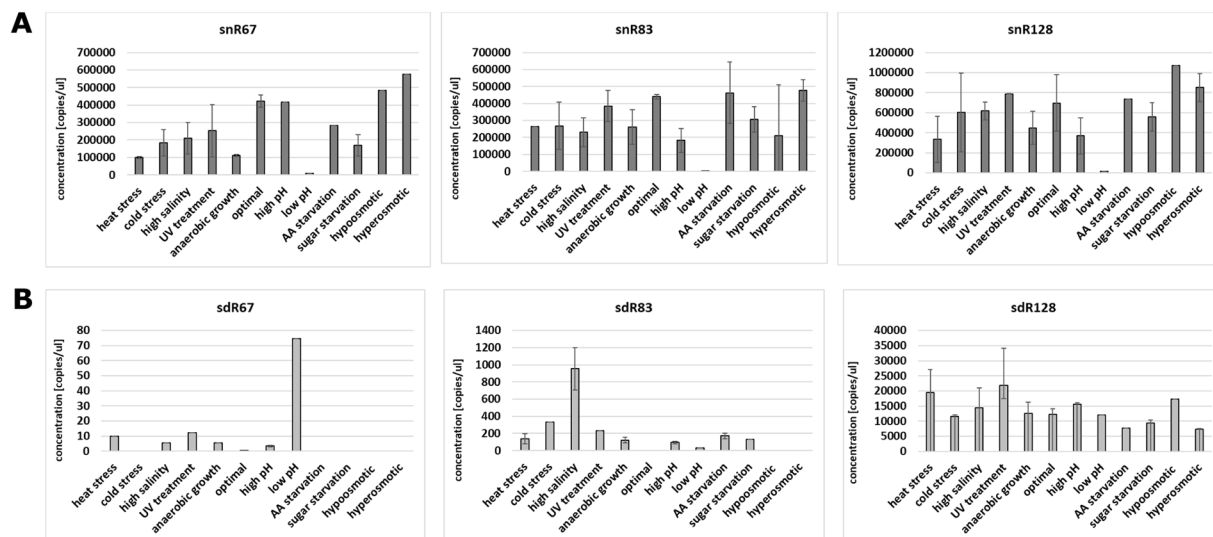 A
snR67
concentration [copies/ul]
700000
600000
500000
400000
300000
200000
100000
0
heat stress
cold stress
high salinity
UV treatment
anaerobic growth
optimal
high pH
low pH
AA starvation
sugar starvation
hypoosmotic
hyperosmotic
snR83
concentration [copies/ul]
700000
600000
500000
400000
300000
200000
100000
0
heat stress
cold stress
high salinity
UV treatment
anaerobic growth
optimal
high pH
low pH
AA starvation
sugar starvation
hypoosmotic
hyperosmotic
snR128
concentration [copies/ul]
1200000
1000000
800000
600000
400000
200000
0
heat stress
cold stress
high salinity
UV treatment
anaerobic growth
optimal
high pH
low pH
AA starvation
sugar starvation
hypoosmotic
hyperosmotic
B
sdR67
concentration [copies/ul]
80
70
60
50
40
30
20
10
0
heat stress
cold stress
high salinity
UV treatment
anaerobic growth
optimal
high pH
low pH
AA starvation
sugar starvation
hypoosmotic
hyperosmotic
sdR83
concentration [copies/ul]
1400
1200
1000
800
600
400
200
0
heat stress
cold stress
high salinity
UV treatment
anaerobic growth
optimal
high pH
low pH
AA starvation
sugar starvation
hypoosmotic
hyperosmotic
sdR128
concentration [copies/ul]
40000
35000
30000
25000
20000
15000
10000
5000
0
heat stress
cold stress
high salinity
UV treatment
anaerobic growth
optimal
high pH
low pH
AA starvation
sugar starvation
hypoosmotic
hyperosmotic